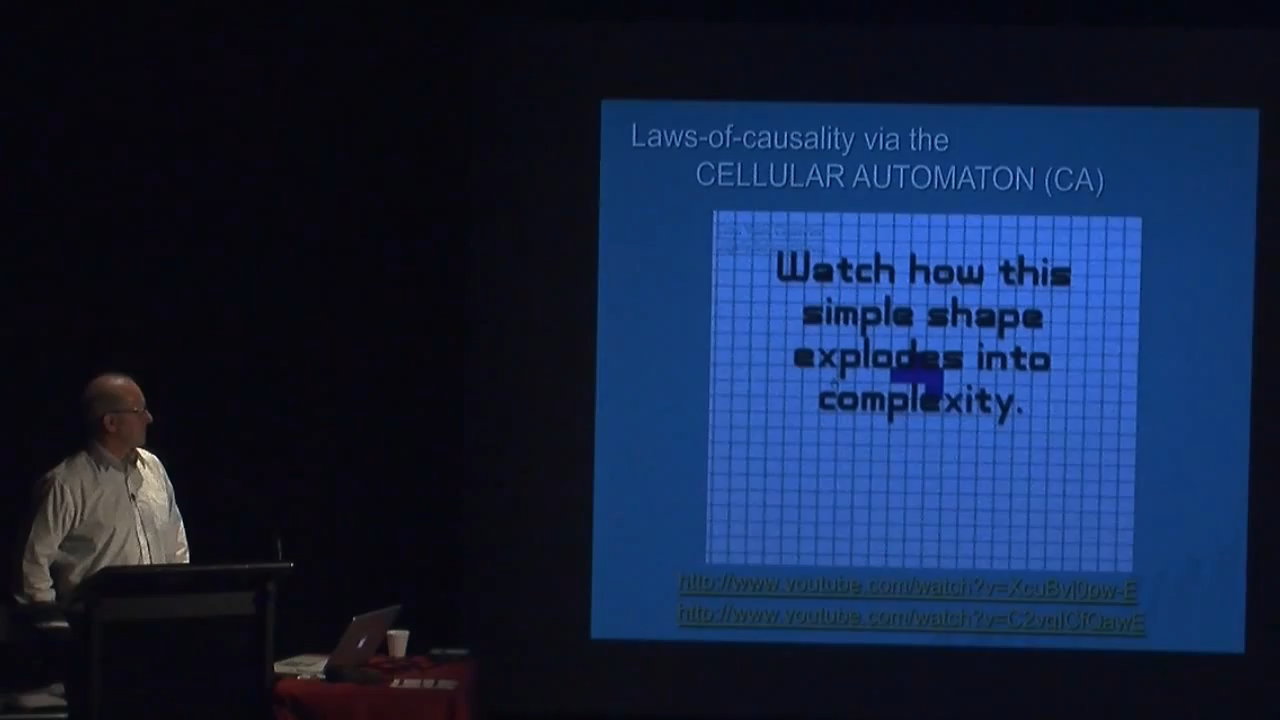 Laws-of-causality via the
CELLULAR AUTOMATON (CA)
Watch how this
simple shape
explodes into
complexity.